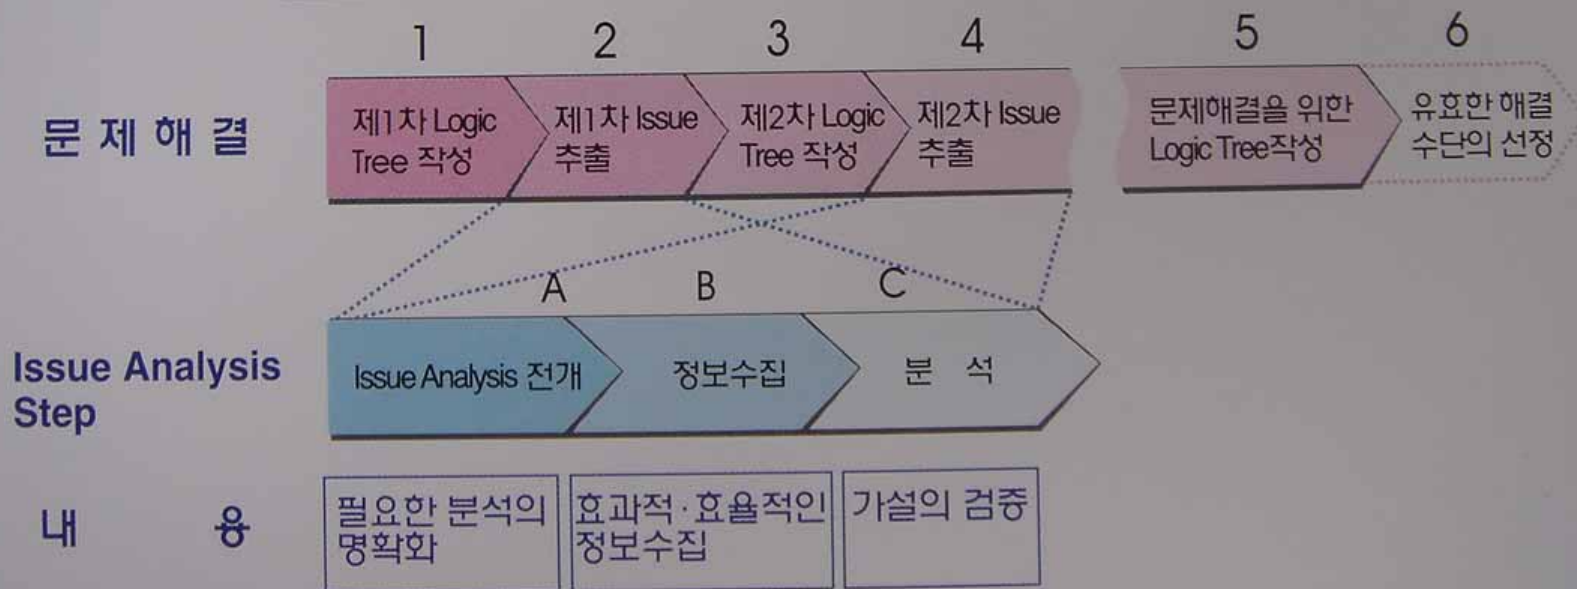 1 2 3 4 5 6
문제해결
제1차 Logic
Tree 작성
제1차 Issue
추출
제2차 Logic
Tree 작성
제2차 Issue
추출
문제해결을 위한
Logic Tree작성
유효한 해결
수단의 선정
A B C
Issue Analysis
Step
Issue Analysis 전개
정보수집
분 석
내 용
필요한 분석의
명확화
효과적·효율적인
정보수집
가설의 검증